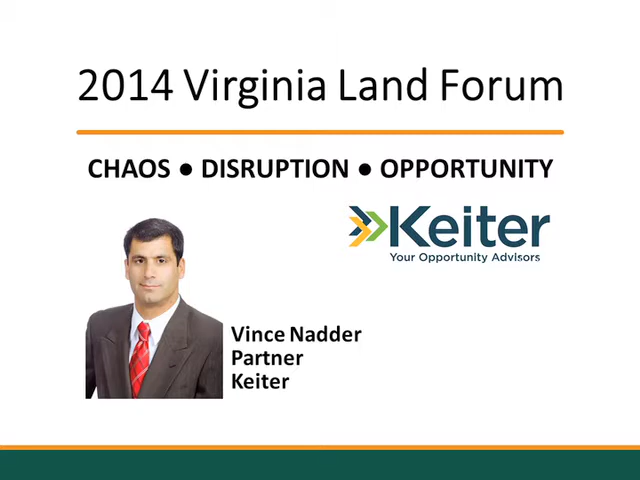 2014 Virginia Land Forum
CHAOS ● DISRUPTION ● OPPORTUNITY
Keiter
Your Opportunity Advisors
Vince Nadder
Partner
Keiter